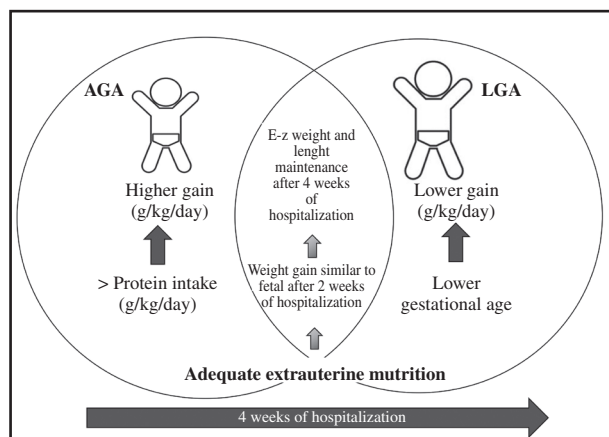 AGA
Higher gain
(g/kg/day)
> Protein intake
(g/kg/day)
E-z weight and
lenght
maintenance
after 4 weeks
of
hospitalization
Weight gain similar to
fetal after 2 weeks
of hospitalization
LGA
Lower gain
(g/kg/day)
Lower
gestational age
Adequate extrauterine mutrition
4 weeks of hospitalization